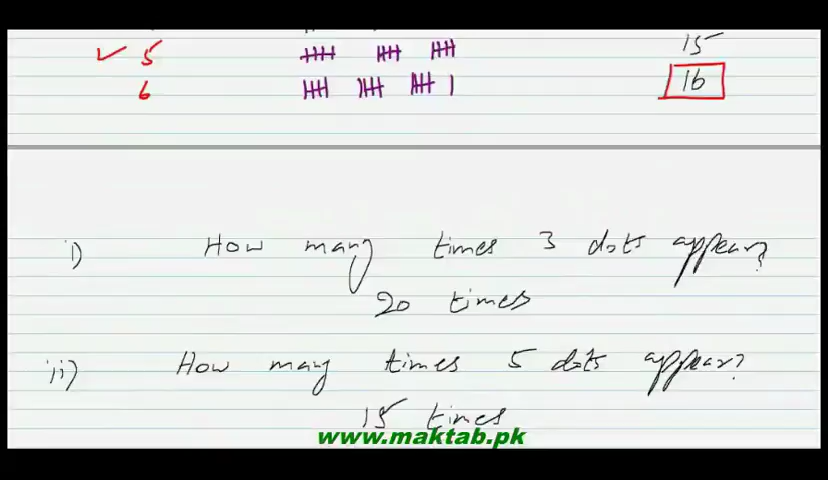 5 15
6 16
i) How many times 3 dots appear?
20 times
ii) How many times 5 dots appear?
15 times
www.maktab.pk